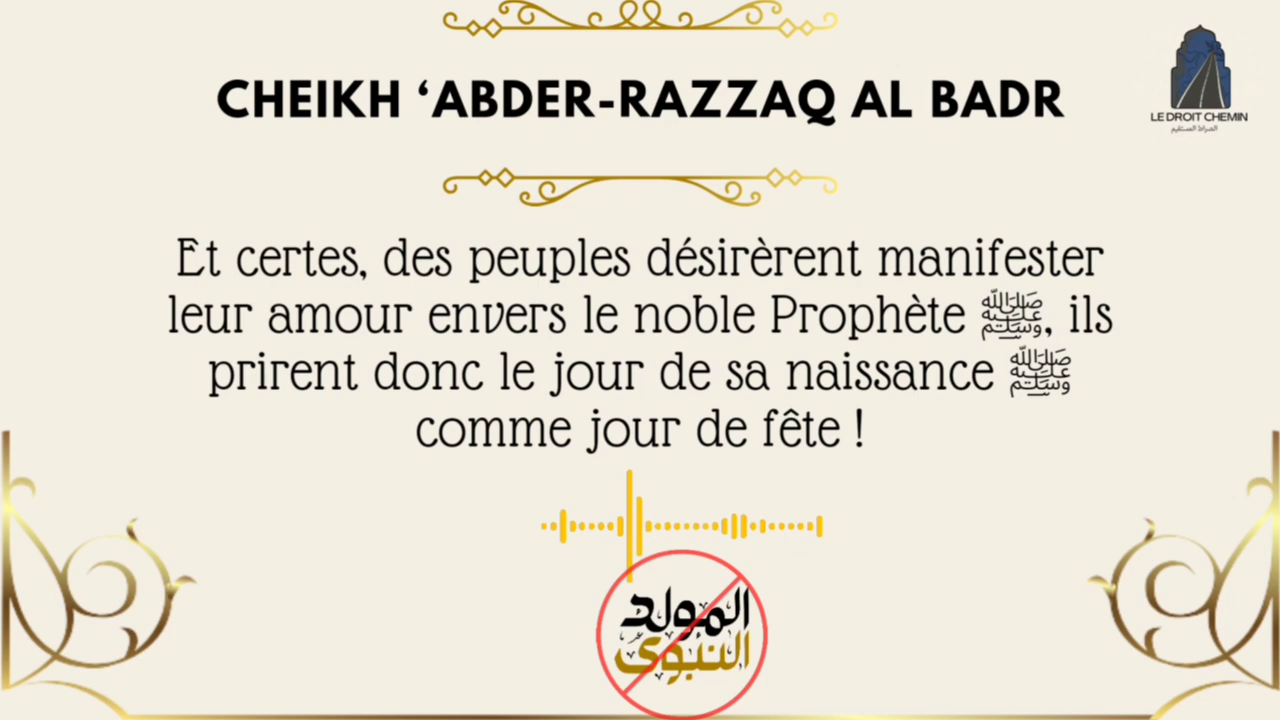 CHEIKH ‘ABDER-RAZZAQ AL BADR
LE DROIT CHEMIN
الصراط المستقيم
Et certes, des peuples désirèrent manifester
leur amour envers le noble Prophète ﷺ, ils
prirent donc le jour de sa naissance ﷺ
comme jour de fête !
المولد
النبوي